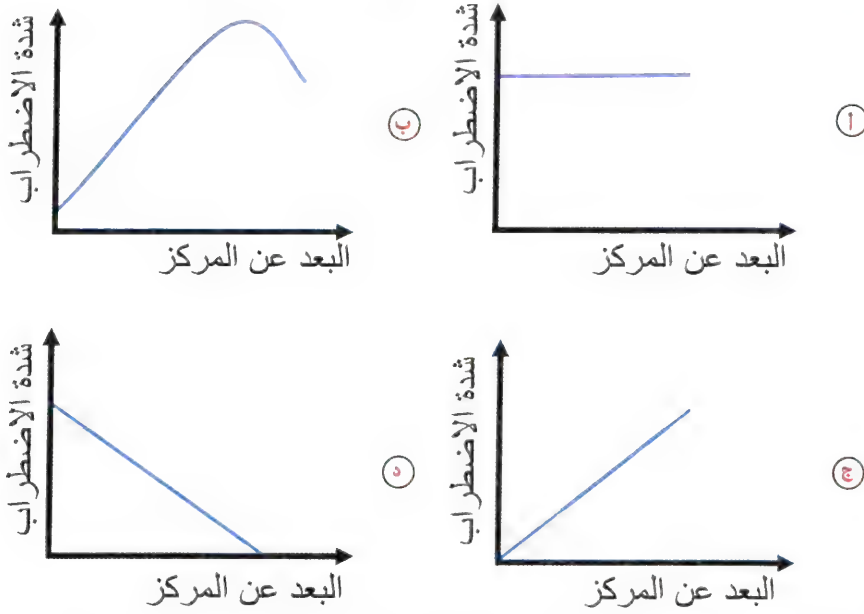 أ
شدة الاضطراب
البعد عن المركز
ب
شدة الاضطراب
البعد عن المركز
ج
شدة الاضطراب
البعد عن المركز
د
شدة الاضطراب
البعد عن المركز